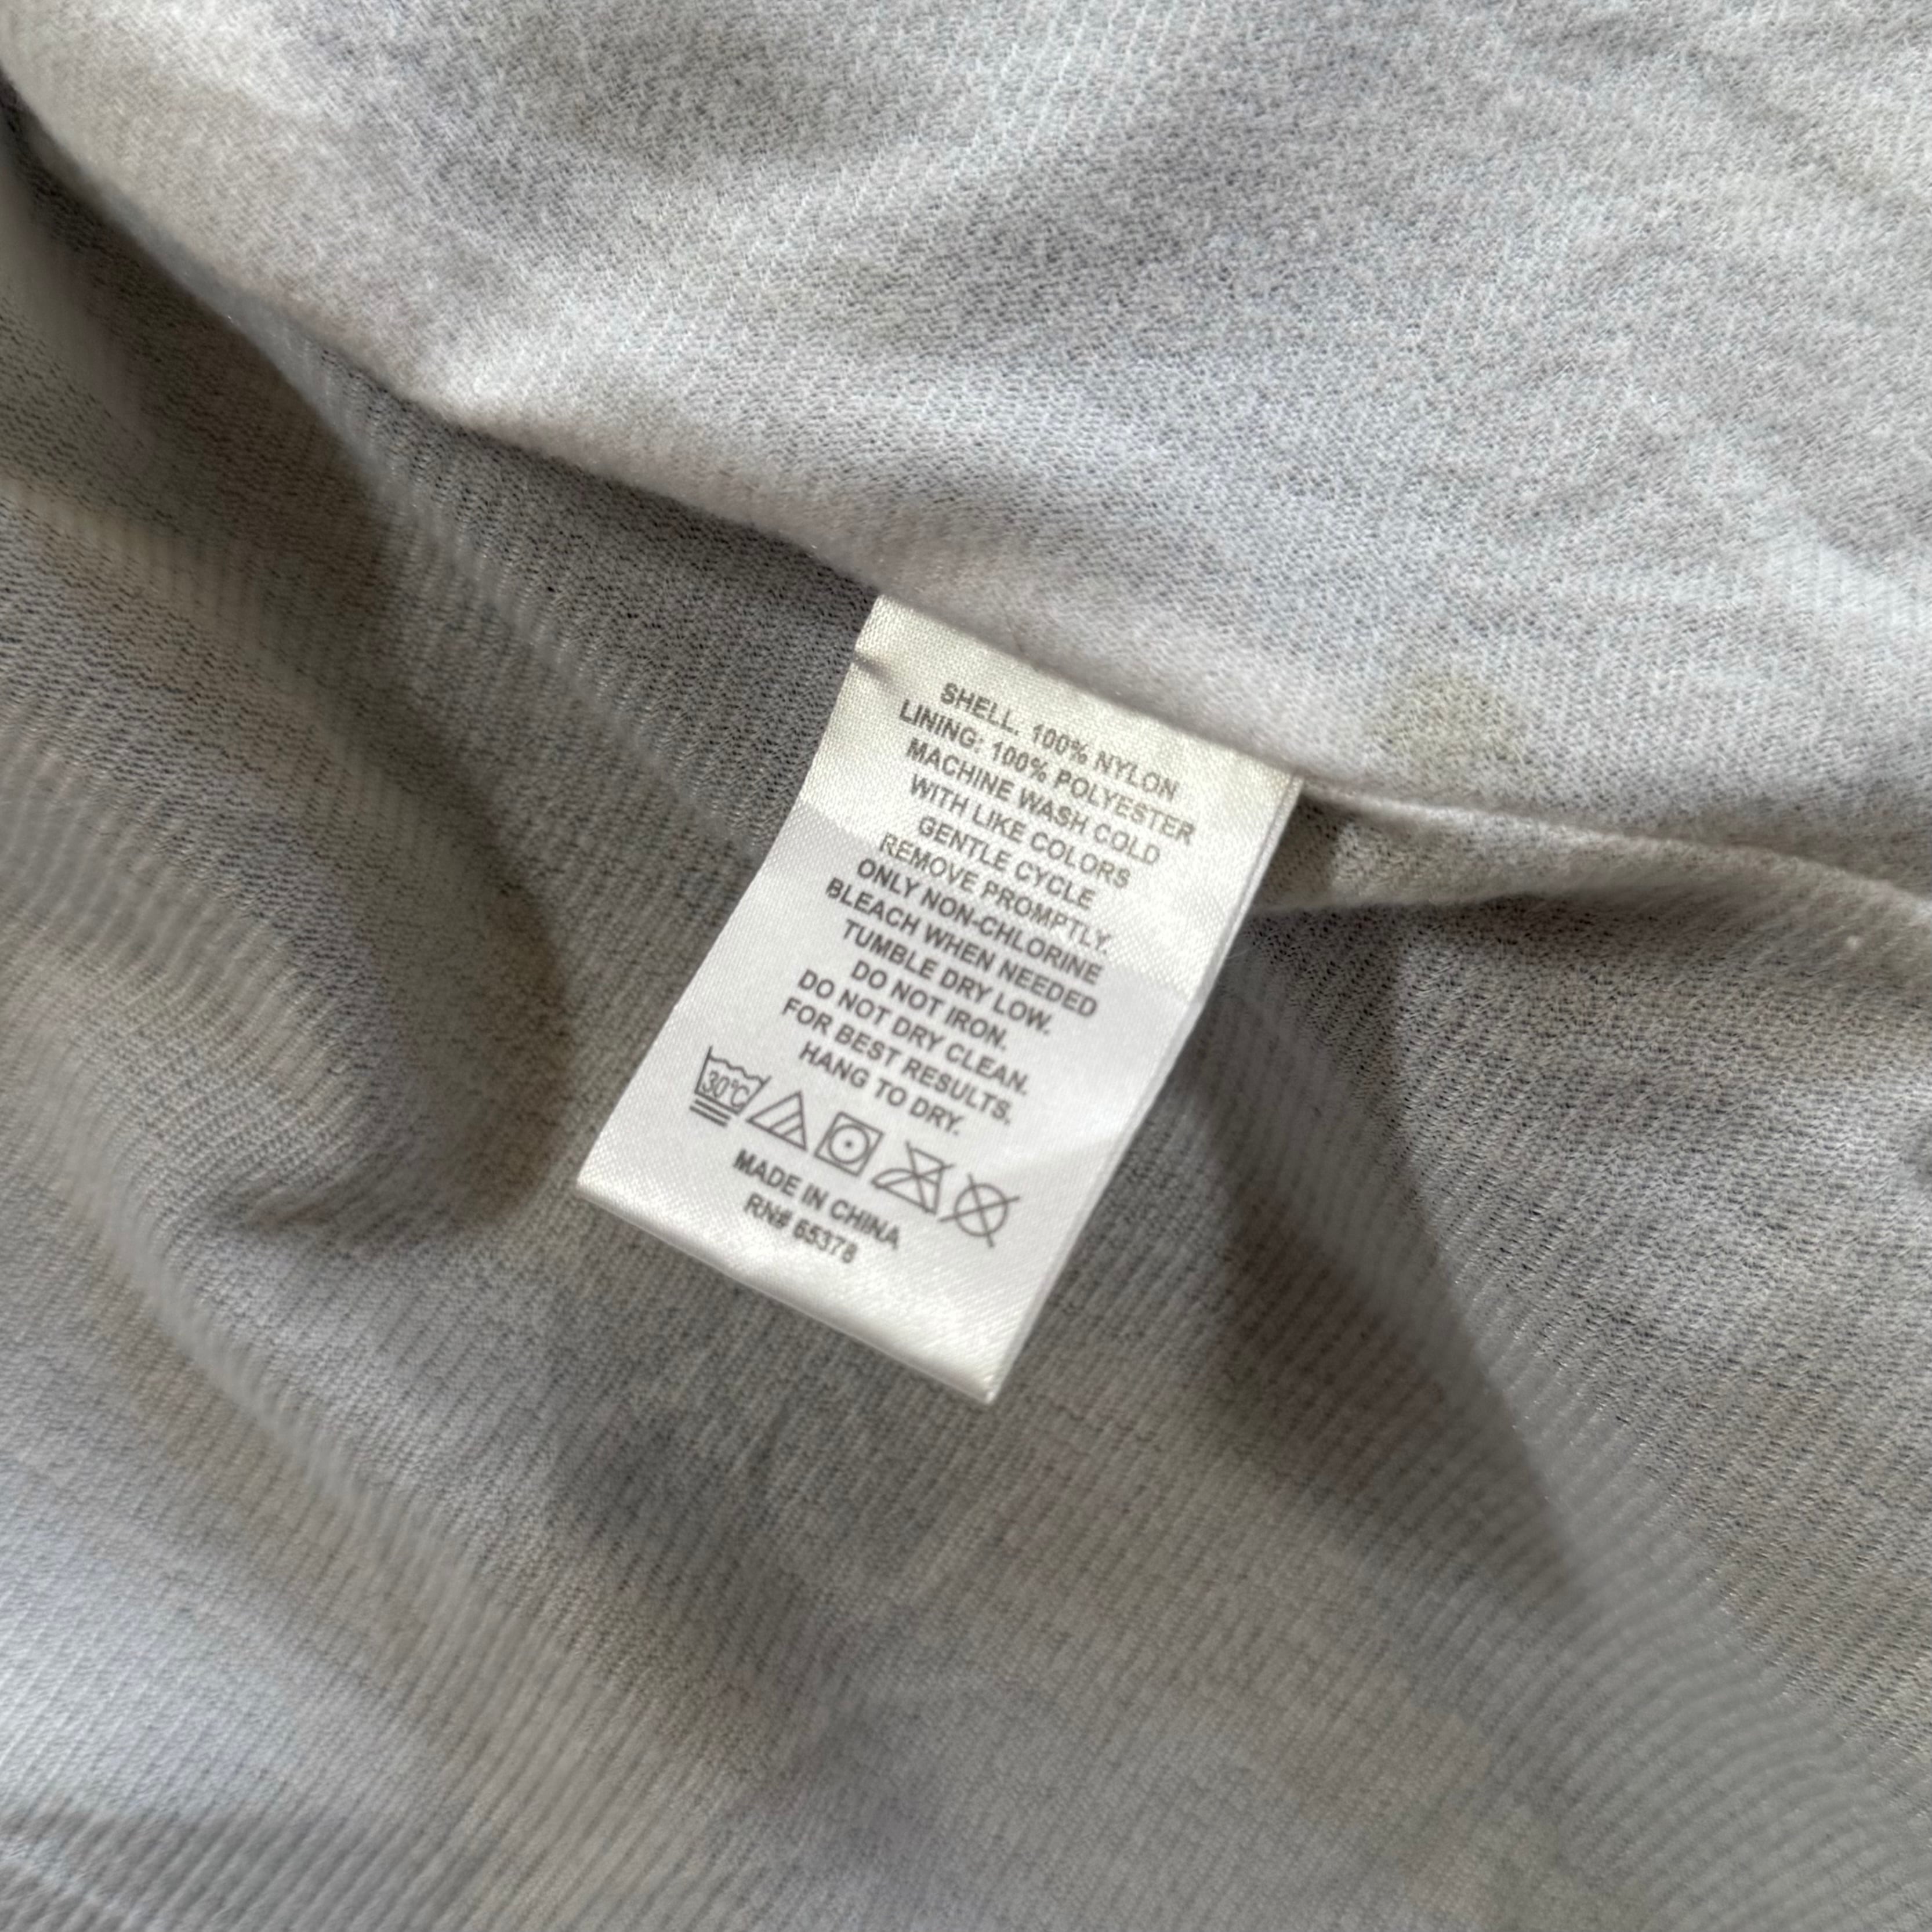 SHELL: 100% NYLON
LINING: 100% POLYESTER
MACHINE WASH COLD
WITH LIKE COLORS
GENTLE CYCLE
REMOVE PROMPTLY.
ONLY NON-CHLORINE
BLEACH WHEN NEEDED
TUMBLE DRY LOW.
DO NOT IRON.
DO NOT DRY CLEAN.
FOR BEST RESULTS.
HANG TO DRY.
30°C
MADE IN CHINA
RN# 65378